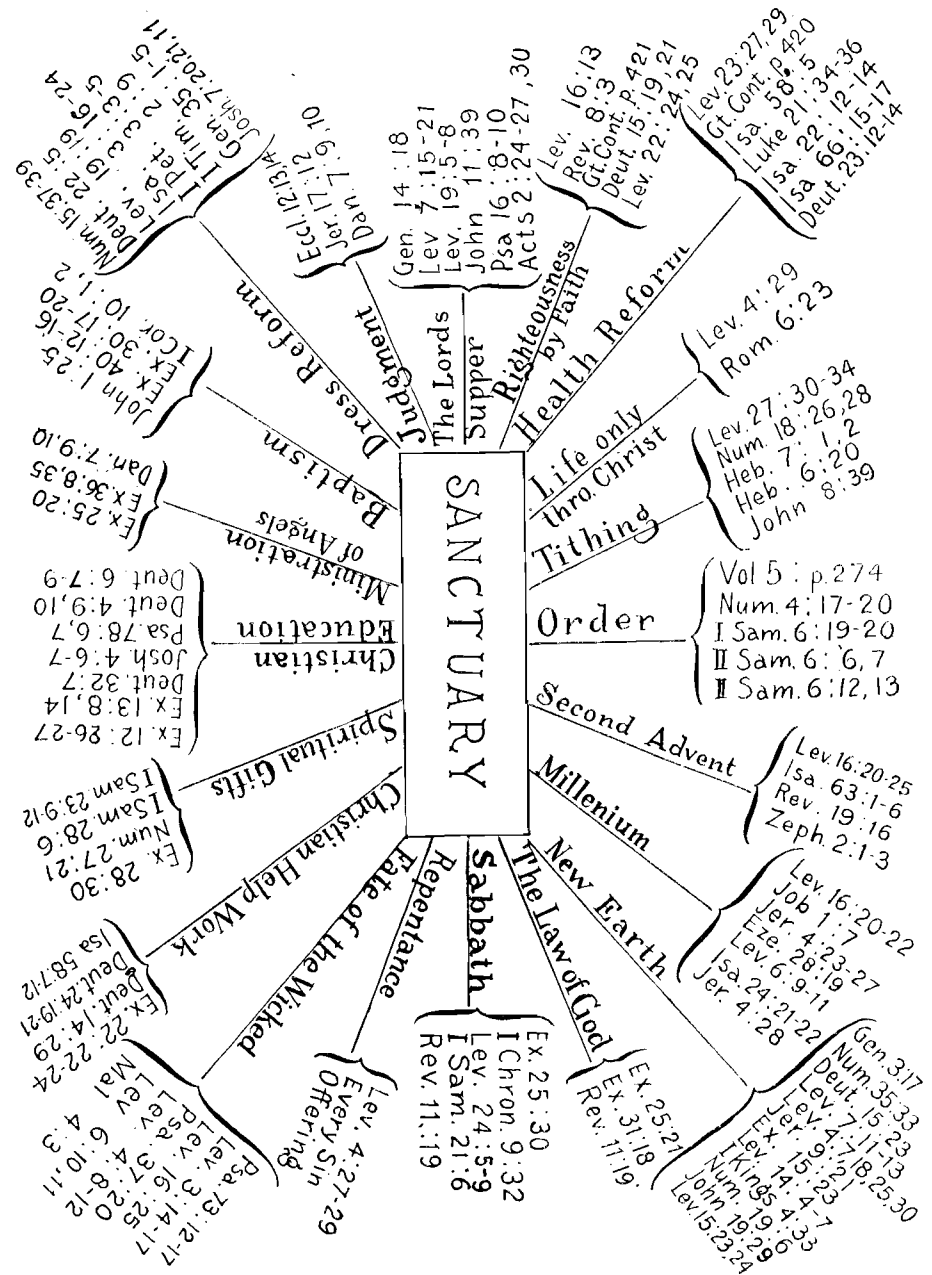 SANCTUARY
The Lords
Supper
Gen. 14:18
Lev 7:15-21
Lev. 19:5-8
John 11:39
Psa 16:8-10
Acts 2:24-27,30
Righteousness
by Faith
Lev. 16:13
Rev. 8:3
Gt.Cont. p.421
Deut. 15:19,21
Lev. 22:24,25
Health Reform
Lev. 23:27,29
Gt Cont. p.420
Isa. 58:5
Luke 21:34-36
Isa. 22:12-14
Isa 66:15-17
Deut. 23:12-14
Life only
thro. Christ
Lev. 4:29
Rom. 6:23
Tithing
Lev. 27:30-34
Num. 18:26,28
Heb. 7:1,2
Heb. 6:20
John 8:39
Order
Vol 5: p.274
Num. 4:17-20
I Sam. 6:19-20
II Sam. 6:6,7
II Sam. 6:12,13
Second Advent
Lev. 16:20-25
Isa. 63:1-6
Rev. 19:16
Zeph. 2:1-3
Millenium
Lev. 16:20-22
Job 1:7
Jer. 4:23-27
Eze. 28:19
Lev. 6:9-11
Isa. 24:21-22
Jer. 4:28
New Earth
Gen. 3:17
Num. 35:33
Deut. 15:23
Lev. 7:11-13
Lev 4:7,18,25,30
Jer. 9:21
Ex. 15:23
Lev. 14:4-7
I Kings 4:33
Num. 19:6
John 19:29
Lev. 15:23,24
The Law of God
Ex. 25:21
Ex. 31:18
Rev. 11:19.
Sabbath
Ex. 25:30
I Chron. 9:32
Lev. 24:5-9
I Sam. 21:6
Rev. 11:19
Repentance
Lev. 4:27-29
Every Sin
Offering
Fate of the Wicked
Psa. 73:12-17
Lev. 3:14-17
Lev. 16:25
Psa. 37:20
Lev. 4:8-10
Lev. 6:10,11
Mal 4:3
Christian Help Work
Ex. 22:22-24
Deut. 14:29
Deut. 24:19-21
Isa 58:7-12
Spiritual Gifts
Ex. 28:30
Num. 27:21
I Sam. 28:6
I Sam. 23:9-12
Christian
Education
Ex. 12:26-27
Ex. 13:8,14
Deut. 32:7
Josh. 4:6-7
Psa. 78:6,7
Deut. 4:9,10
Deut. 6:7-9
Ministration
of Angels
Ex 25:20
Ex. 36:8,35
Dan. 7:9,10
Baptism
John 1:25
Ex. 40:12-16
Ex. 30:17-20
I Cor. 10:1,2
Dress Reform
Num. 15:37-39
Deut. 22:5
Lev. 19:19
Isa. 3:16-24
I Pet. 3:3-5
I Tim. 2:9
Gen. 35:1-5
Josh. 7:20,21,11
Judgment
Eccl. 12:13,14
Jer. 17:12
Dan. 7:9,10